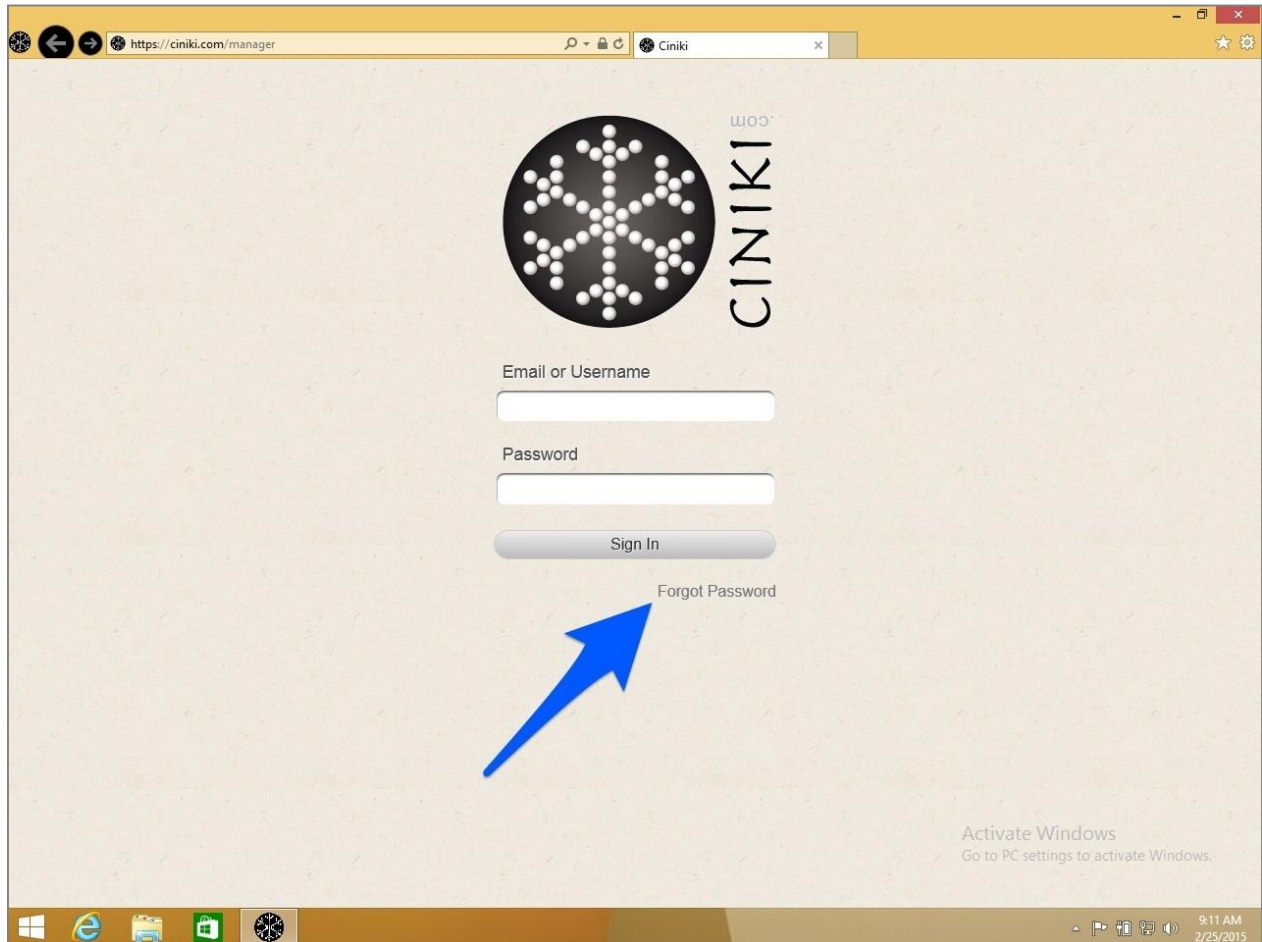 https://ciniki.com/manager
Ciniki
CINIKI.com
Email or Username
Password
Sign In
Forgot Password
Activate Windows
Go to PC settings to activate Windows.
9:11 AM
2/25/2015